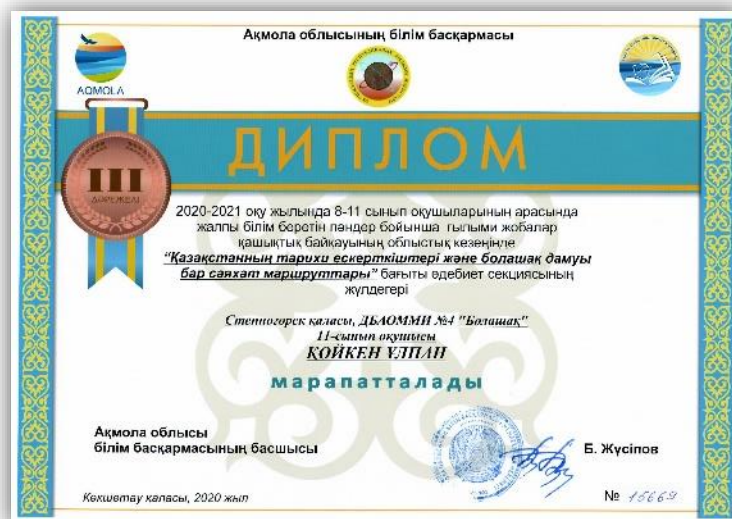 Ақмола облысының білім басқармасы
AQMOLA
ДИПЛОМ
III
ДӘРЕЖЕЛІ
2020-2021 оқу жылында 8-11 сынып оқушыларының арасында
жалпы білім беретін пәндер бойынша ғылыми жобалар
қашықтық байқауының облыстық кезеңінде
"Қазақстанның тарихи ескерткіштері және болашақ дамуы
бар саяхат маршруттары" бағыты әдебиет секциясының
жүлдегері
Степногорск қаласы, ДБАОММИ №4 "Болашақ"
11-сынып оқушысы
ҚОЙКЕН ҰЛПАН
марапатталады
Ақмола облысы
білім басқармасының басшысы
Б. Жүсіпов
Көкшетау қаласы, 2020 жыл
№ 15669